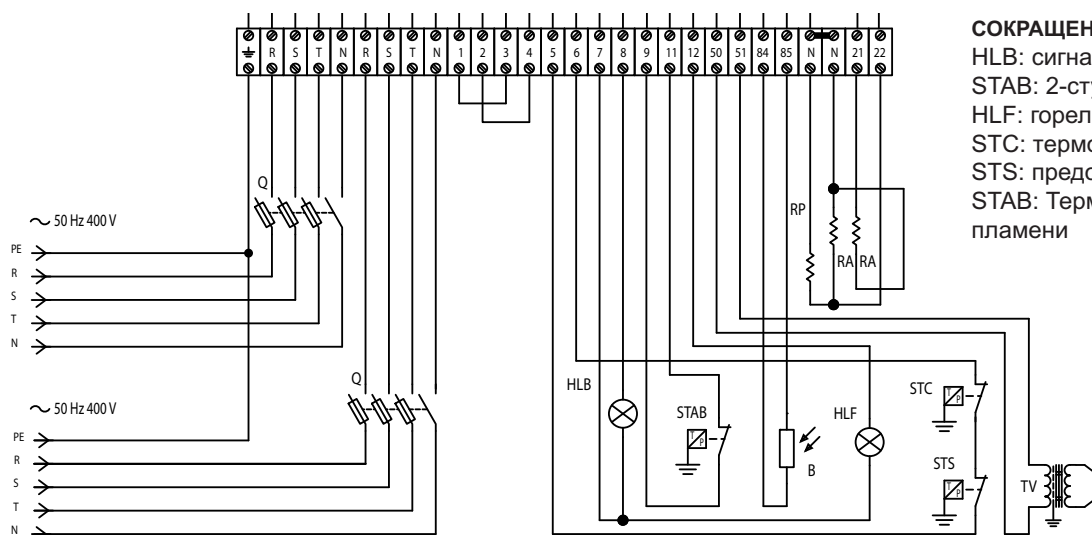 R S T N R S T N 1 2 3 4 5 6 7 8 9 11 12 50 51 84 85 N N 21 22
СОКРАЩЕН
HLB: сигна
STAB: 2-сту
HLF: горел
STC: термо
STS: предо
STAB: Терм
пламени
Q
50 Hz 400 V
PE
R
S
T
N
RP
RA RA
Q
50 Hz 400 V
PE
R
S
T
N
HLB
STAB
T P
B
HLF
STC
T P
STS
T P
TV